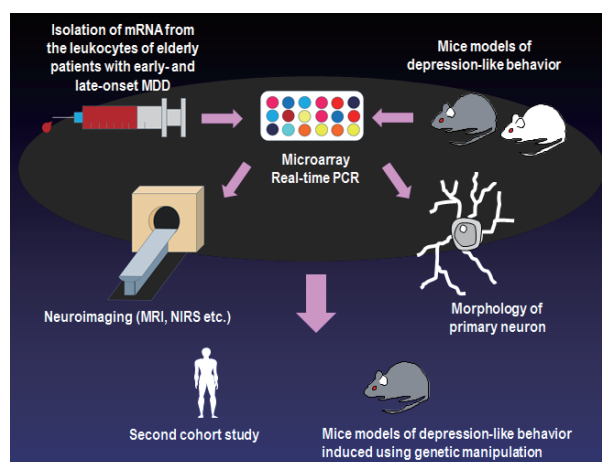 Isolation of mRNA from
the leukocytes of elderly
patients with early- and
late-onset MDD
Mice models of
depression-like behavior
Microarray
Real-time PCR
Neuroimaging (MRI, NIRS etc.)
Morphology of
primary neuron
Second cohort study
Mice models of depression-like behavior
induced using genetic manipulation